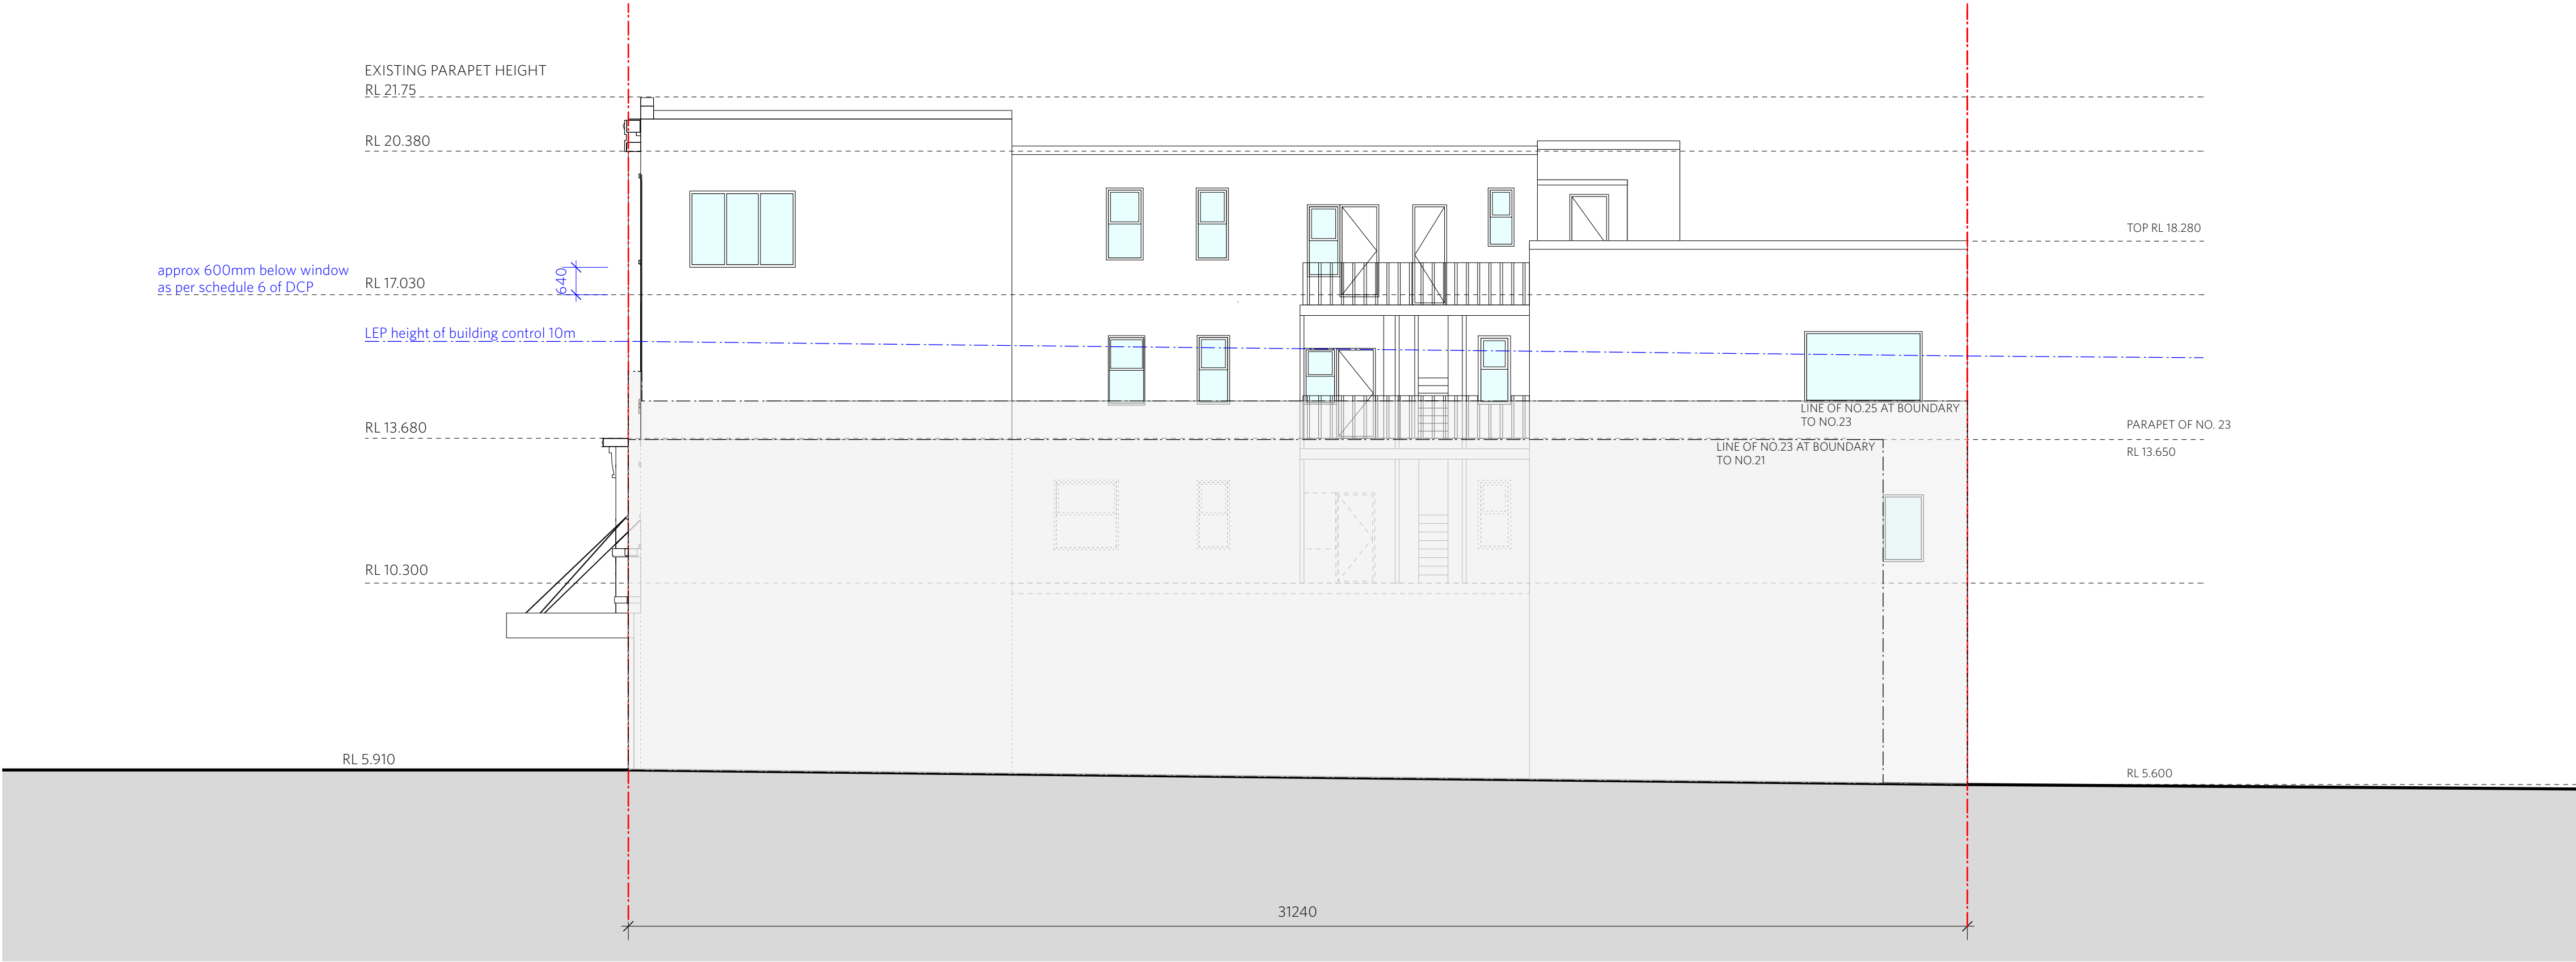 EXISTING PARAPET HEIGHT
RL 21.75
RL 20.380
TOP RL 18.280
approx 600mm below window
as per schedule 6 of DCP
640
RL 17.030
LEP height of building control 10m
LINE OF NO.25 AT BOUNDARY
TO NO.23
RL 13.680
PARAPET OF NO. 23
LINE OF NO.23 AT BOUNDARY
TO NO.21
RL 13.650
RL 10.300
RL 5.910
RL 5.600
31240